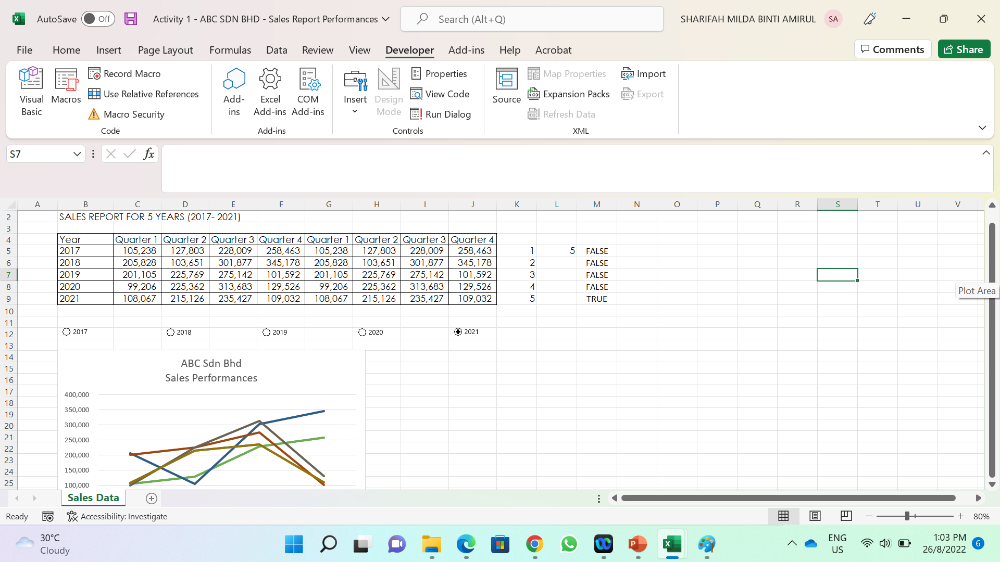 AutoSave Off Activity 1 - ABC SDN BHD - Sales Report Performances Search (Alt+Q) SHARIFAH MILDA BINTI AMIRUL SA
File Home Insert Page Layout Formulas Data Review View Developer Add-ins Help Acrobat Comments Share
Visual Basic Macros Record Macro Use Relative References Macro Security
Code
Add-ins Excel Add-ins COM Add-ins
Add-ins
Insert Design Mode Properties View Code Run Dialog
Controls
Source Map Properties Expansion Packs Refresh Data Import Export
XML
S7 fx
A B C D E F G H I J K L M N O P Q R S T U V
2 SALES REPORT FOR 5 YEARS (2017- 2021)
3
4 Year Quarter 1 Quarter 2 Quarter 3 Quarter 4 Quarter 1 Quarter 2 Quarter 3 Quarter 4
5 2017 105,238 127,803 228,009 258,463 105,238 127,803 228,009 258,463 1 5 FALSE
6 2018 205,828 103,651 301,877 345,178 205,828 103,651 301,877 345,178 2 FALSE
7 2019 201,105 225,769 275,142 101,592 201,105 225,769 275,142 101,592 3 FALSE
8 2020 99,206 225,362 313,683 129,526 99,206 225,362 313,683 129,526 4 FALSE
Plot Area
9 2021 108,067 215,126 235,427 109,032 108,067 215,126 235,427 109,032 5 TRUE
10
11
12 2017 2018 2019 2020 2021
13
14 ABC Sdn Bhd
15 Sales Performances
16
17 400,000
18
19 350,000
20 300,000
21 250,000
22 200,000
23
24 150,000
25 100,000
Sales Data
Ready Accessibility: Investigate 80%
30°C
Cloudy
ENG
US
1:03 PM
26/8/2022
6